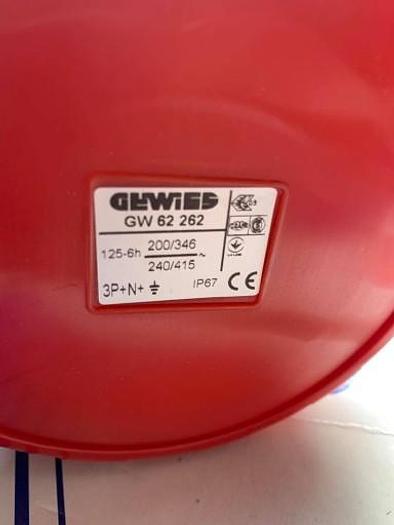 GEWISS
GW 62 262
125-6h 200/346 ~
240/415
3P+N+⏚ IP67 CE